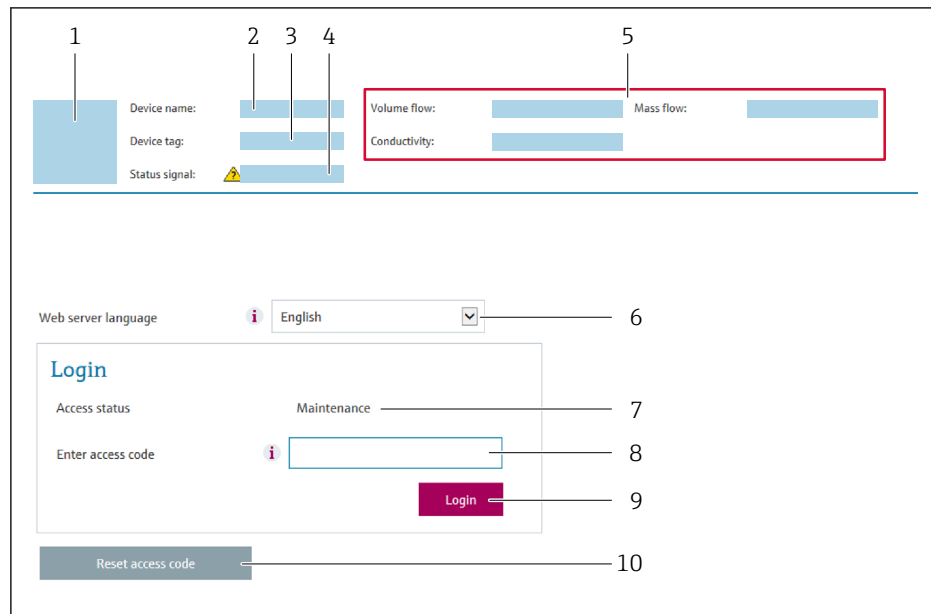 1 2 3 4 5
Device name: Volume flow: Mass flow:
Device tag: Conductivity:
Status signal: ?
Web server language i English 6
Login
Access status Maintenance 7
Enter access code i 8
Login 9
Reset access code 10